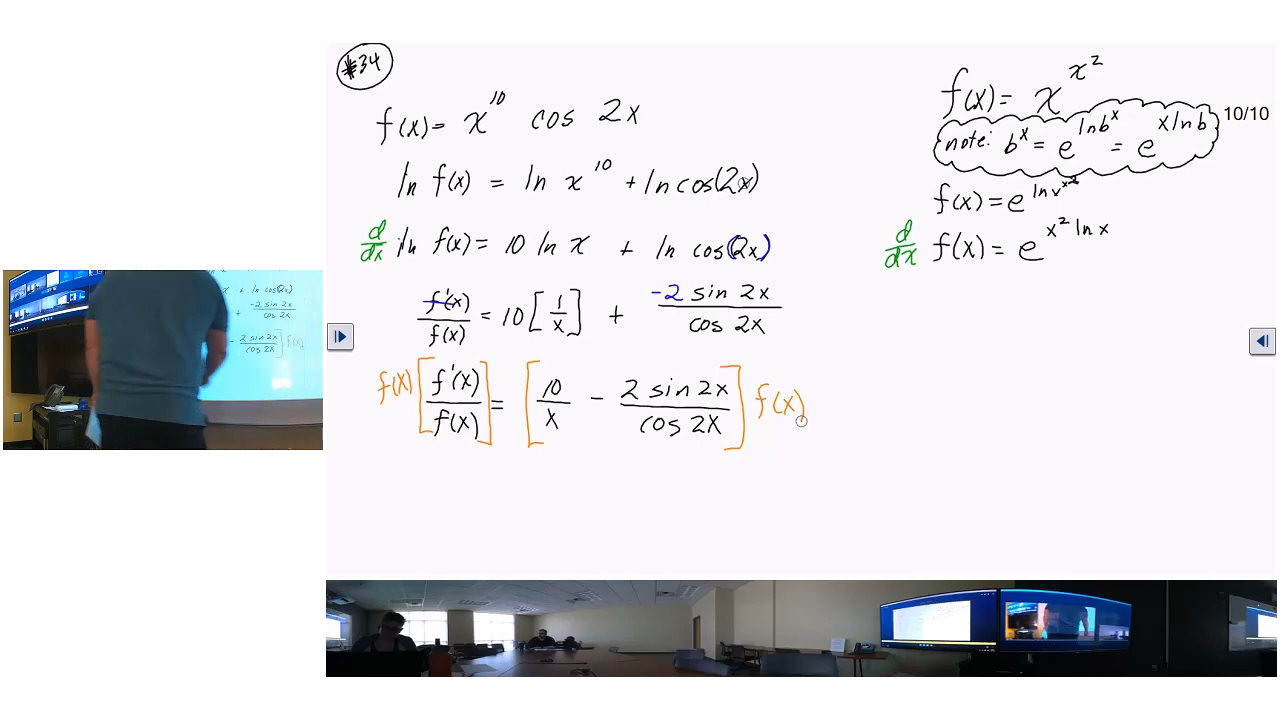 #34
f(x) = x^10 cos 2x
ln f(x) = ln x^10 + ln cos(2x)
d/dx ln f(x) = 10 ln x + ln cos(2x)
f'(x)/f(x) = 10 [1/x] + -2 sin 2x / cos 2x
f(x) [f'(x)/f(x)] = [10/x - 2 sin 2x / cos 2x] f(x)
f(x) = x^x^2
10/10
note: b^x = e^ln b^x = e^x ln b
f(x) = e^ln x^x^2
d/dx f(x) = e^x^2 ln x